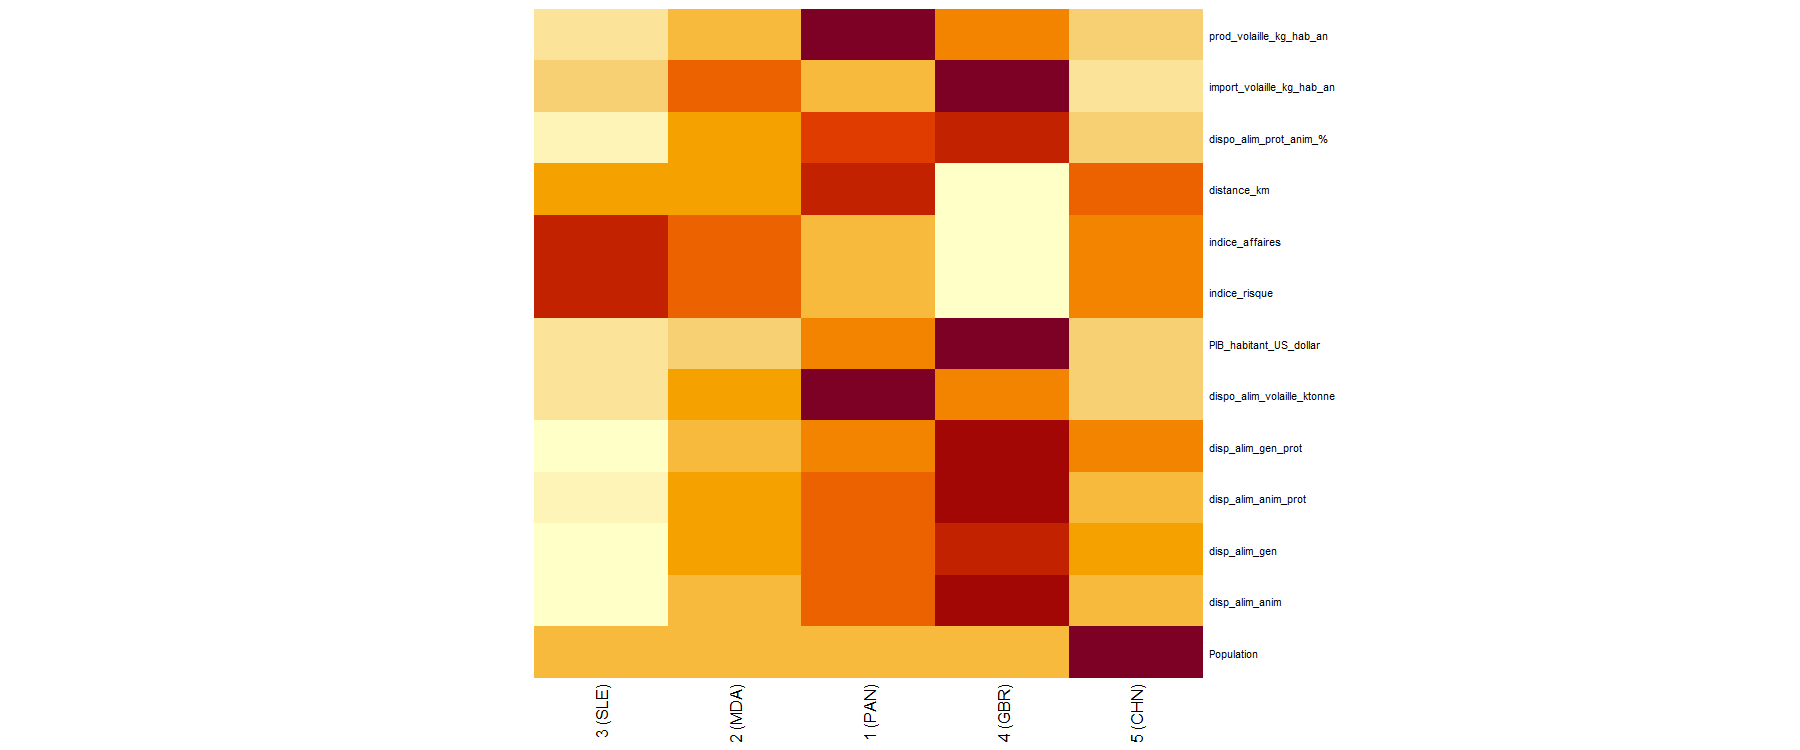 prod_volaille_kg_hab_an
import_volaille_kg_hab_an
dispo_alim_prot_anim_%
distance_km
indice_affaires
indice_risque
PIB_habitant_US_dollar
dispo_alim_volaille_ktonne
disp_alim_gen_prot
disp_alim_anim_prot
disp_alim_gen
disp_alim_anim
Population
3 (SLE)
2 (MDA)
1 (PAN)
4 (GBR)
5 (CHN)